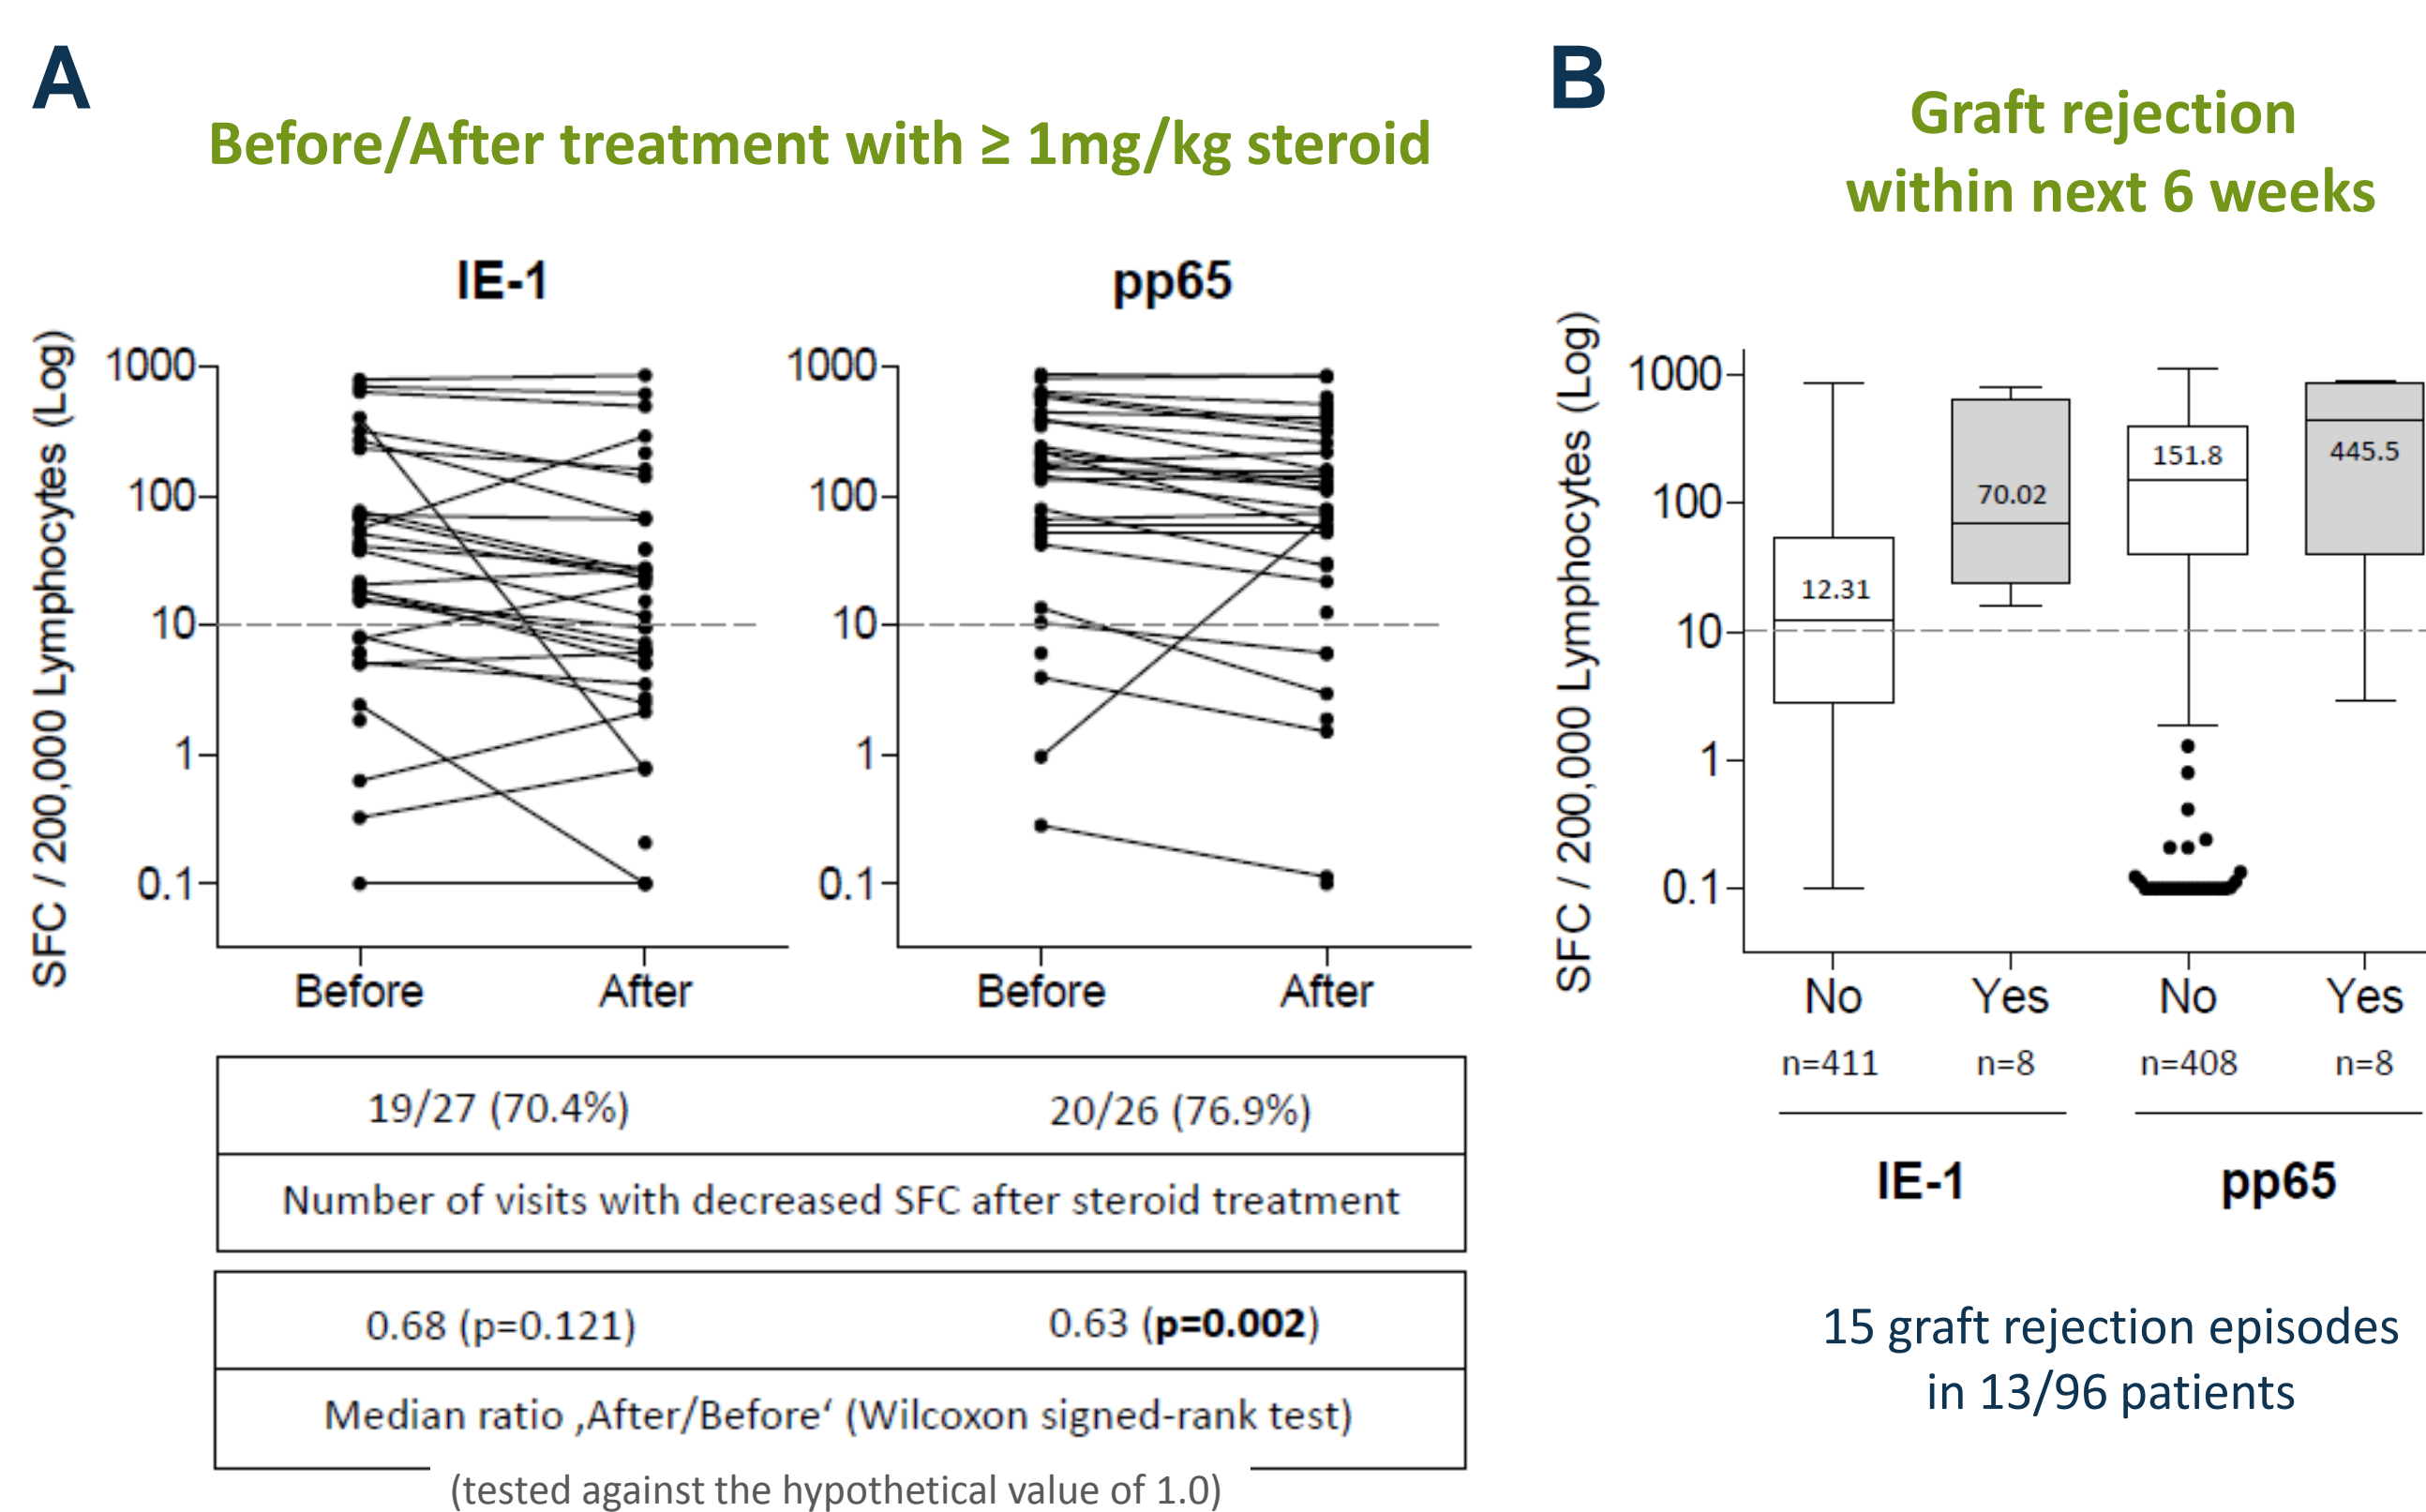 A
Before/After treatment with ≥ 1mg/kg steroid
IE-1
pp65
SFC / 200,000 Lymphocytes (Log)
1000
100
10
1
0.1
Before
After
1000
100
10
1
0.1
Before
After
19/27 (70.4%)
20/26 (76.9%)
Number of visits with decreased SFC after steroid treatment
0.68 (p=0.121)
0.63 (p=0.002)
Median ratio ‚After/Before‘ (Wilcoxon signed-rank test)
(tested against the hypothetical value of 1.0)
B
Graft rejection
within next 6 weeks
SFC / 200,000 Lymphocytes (Log)
1000
100
10
1
0.1
12.31
70.02
151.8
445.5
No
Yes
No
Yes
n=411
n=8
n=408
n=8
IE-1
pp65
15 graft rejection episodes
in 13/96 patients